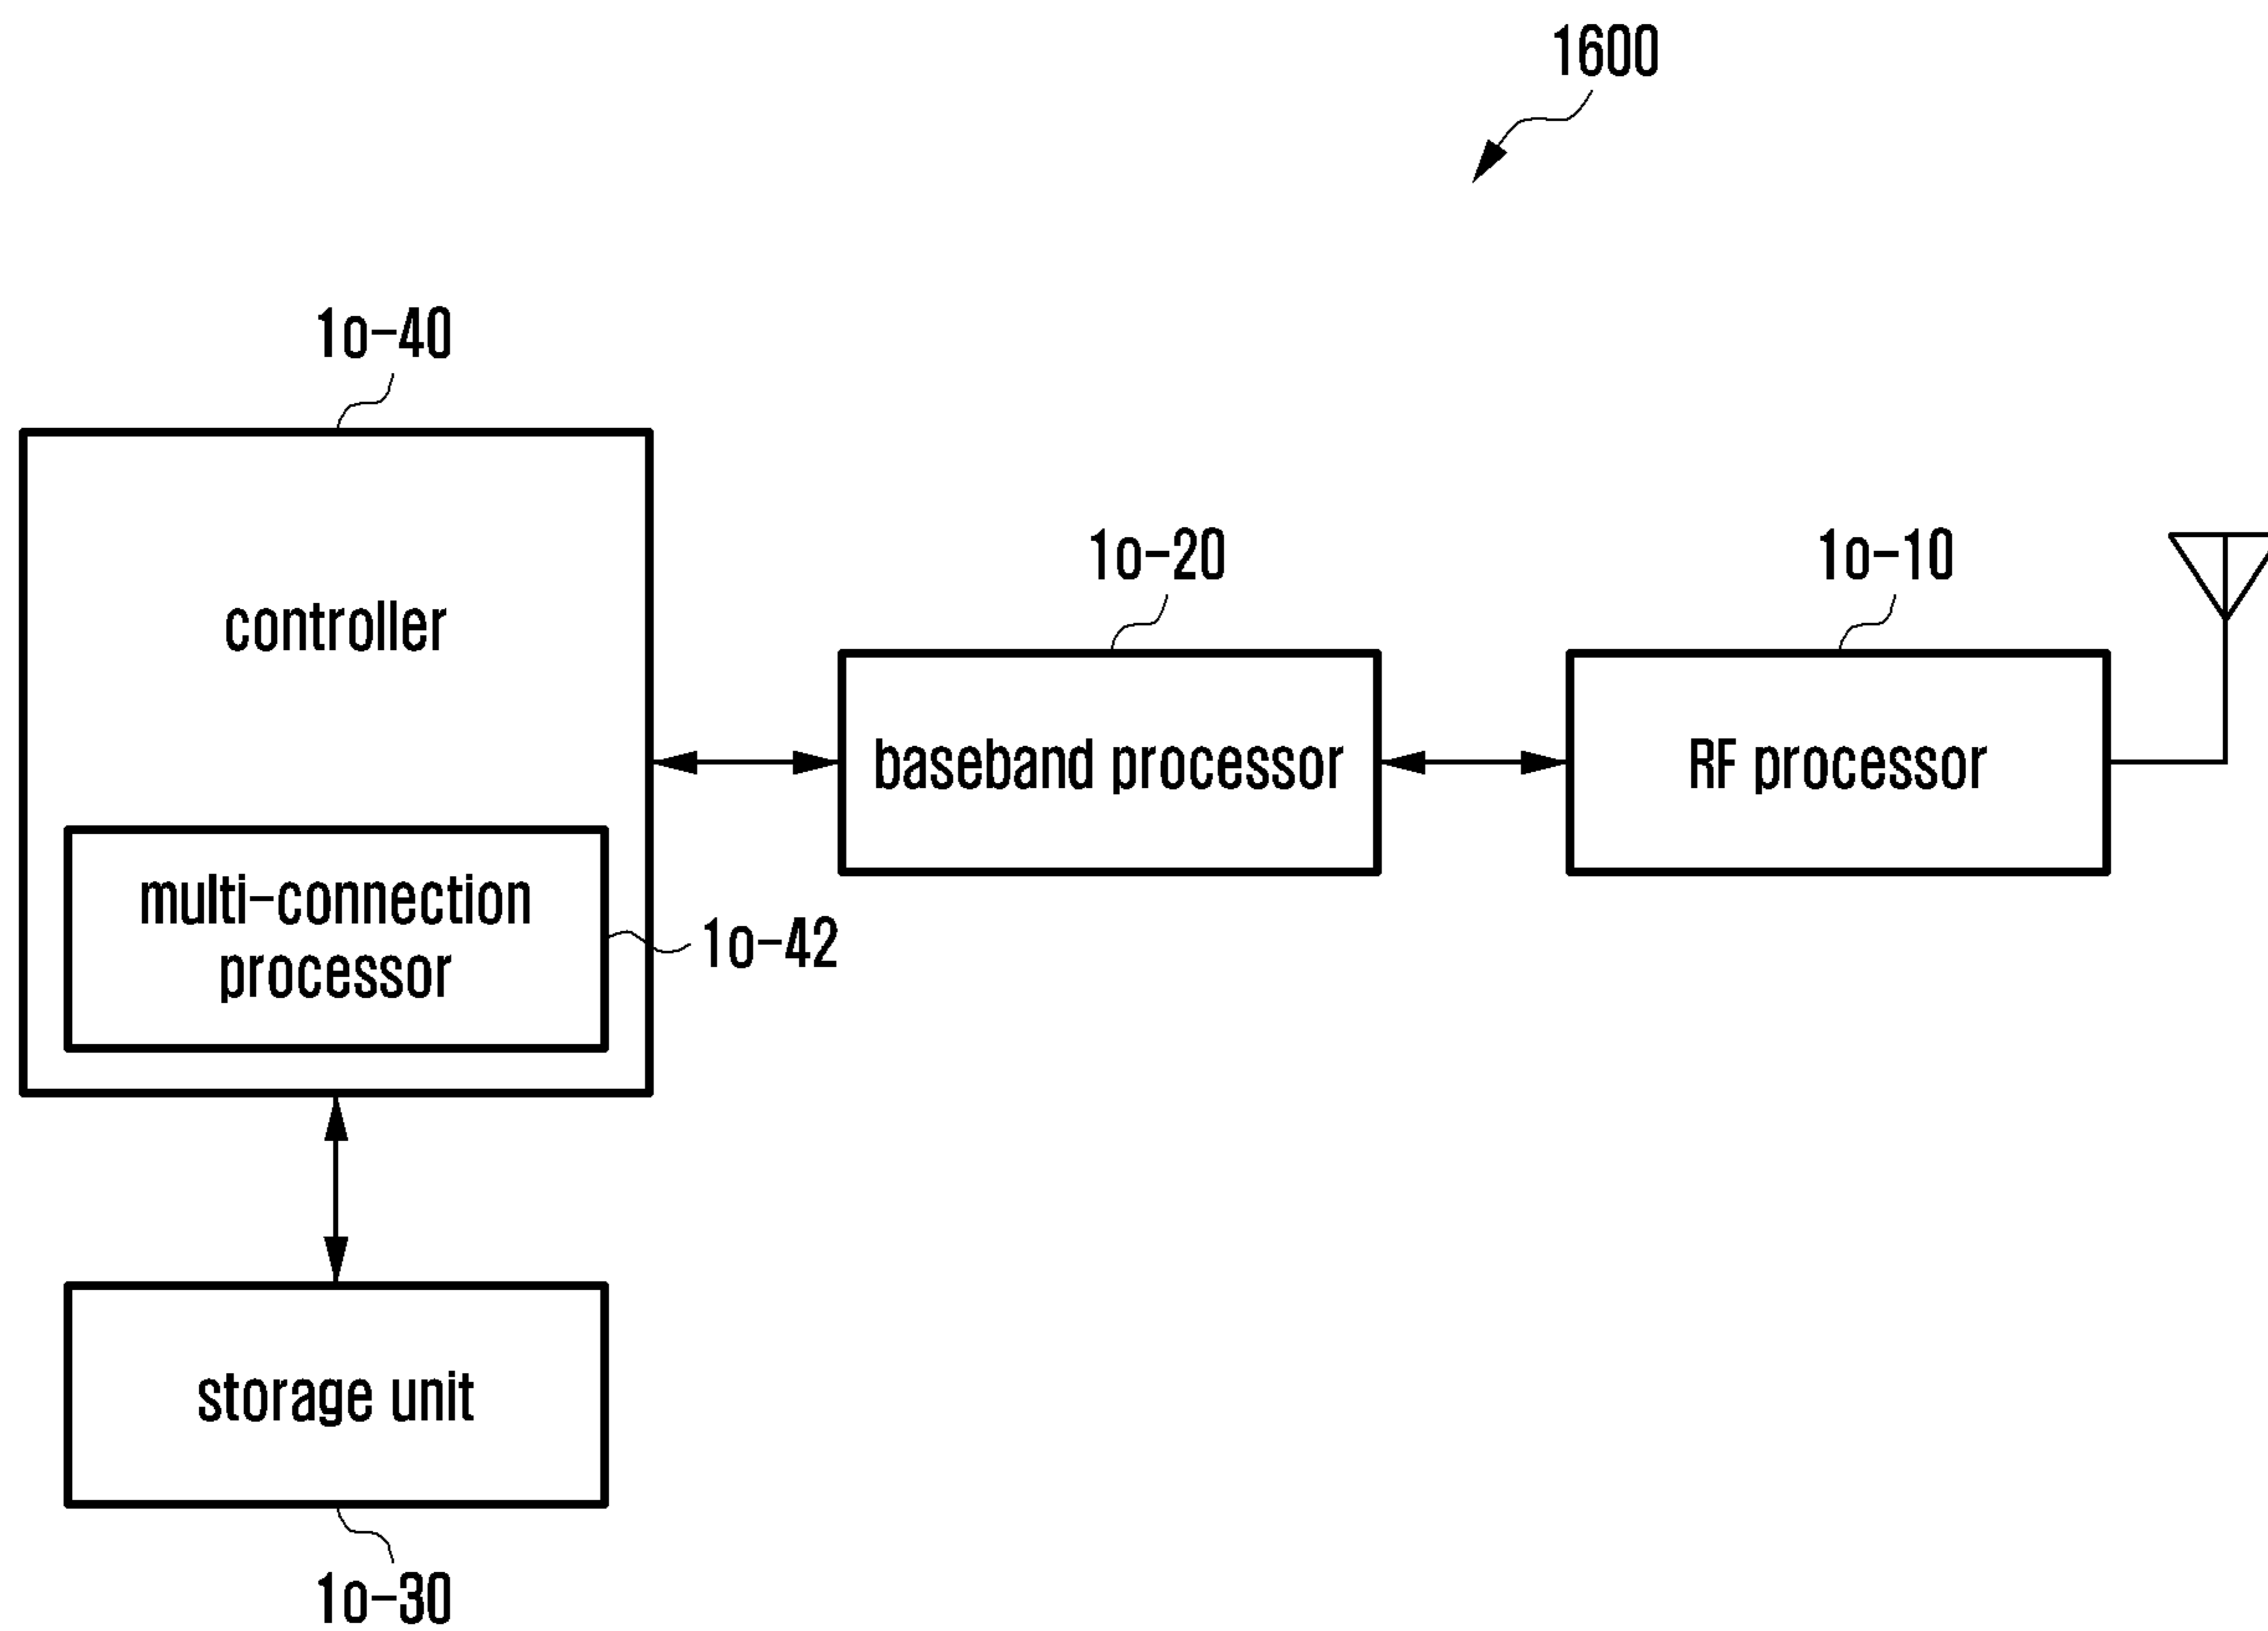 1600
1o-40
controller
1o-20
1o-10
baseband processor
RF processor
multi-connection
processor
1o-42
storage unit
1o-30